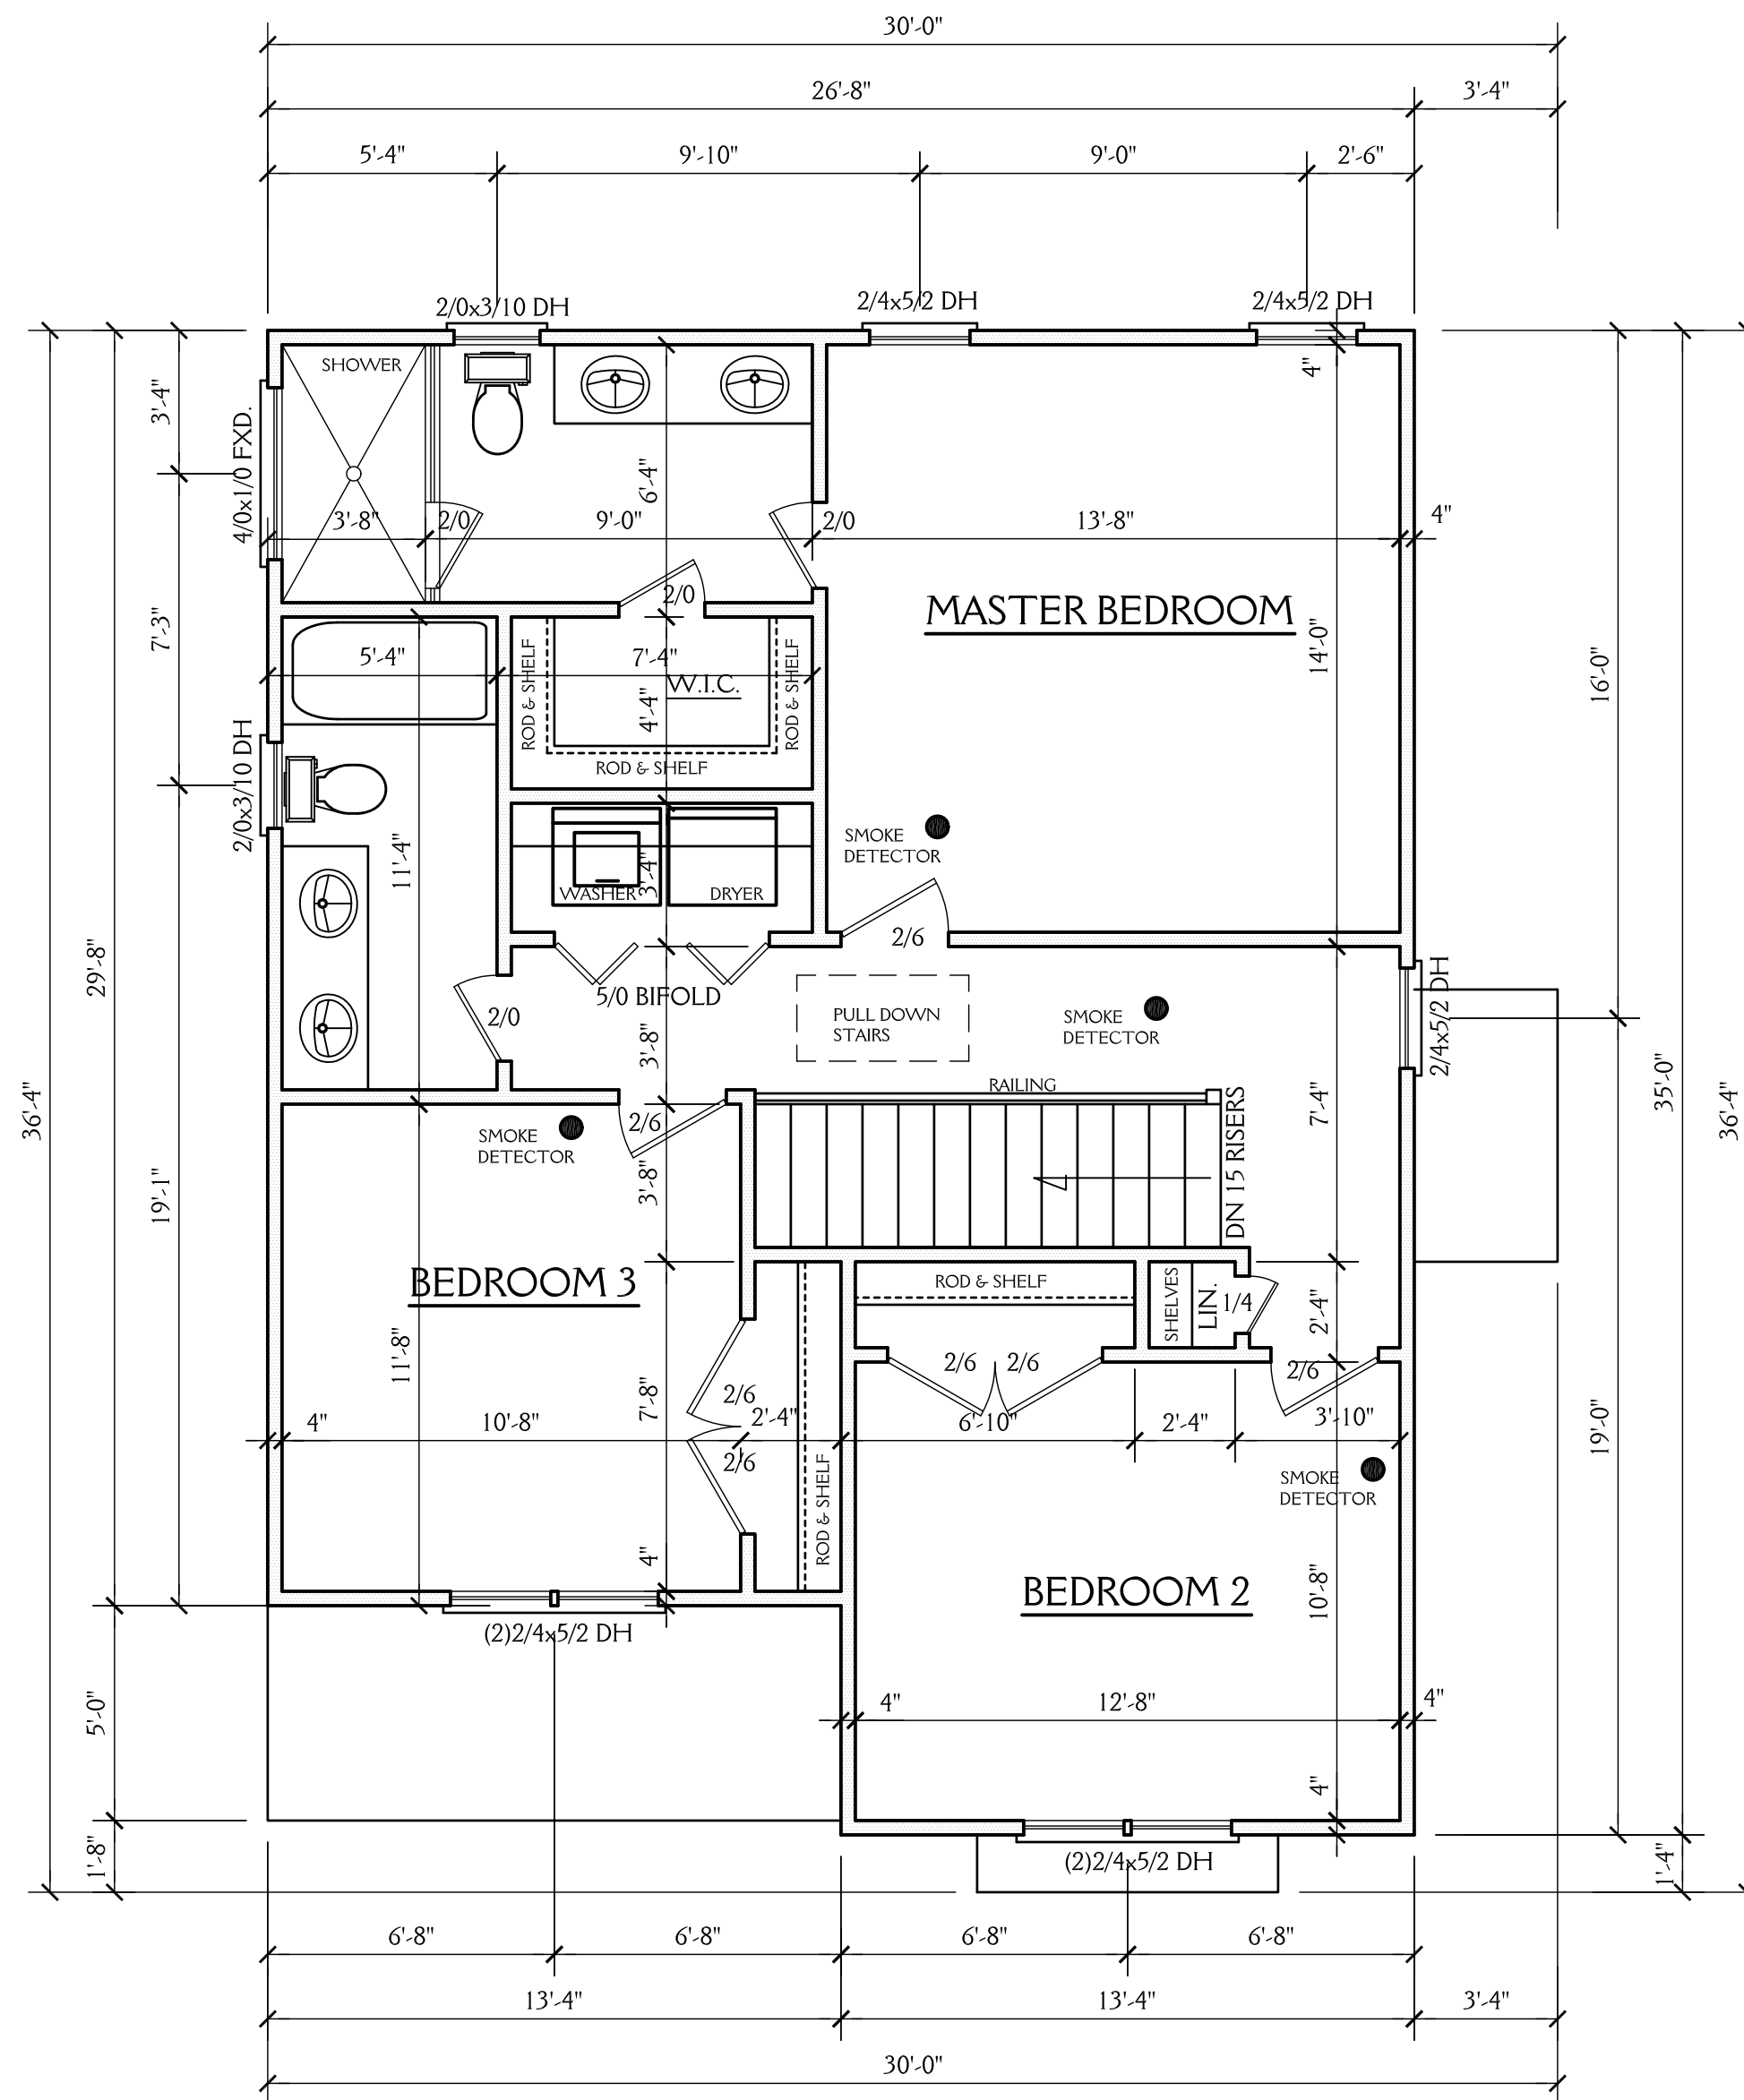 30'-0"
26'-8"
3'-4"
5'-4"
9'-10"
9'-0"
2'-6"
2/0x3/10 DH
2/4x5/2 DH
2/4x5/2 DH
SHOWER
4"
3'-4"
4/0x1/0 FXD.
6'-4"
3'-8"
2/0
9'-0"
2/0
13'-8"
4"
2/0
MASTER BEDROOM
7'-3"
5'-4"
ROD & SHELF
7'-4"
W.I.C.
4'-4"
ROD & SHELF
14'-0"
16'-0"
ROD & SHELF
2/0x3/10 DH
11'-4"
SMOKE
DETECTOR
WASHER
3'-4"
DRYER
2/6
29'-8"
5/0 BIFOLD
2/0
PULL DOWN
STAIRS
SMOKE
DETECTOR
2/4x5/2 DH
3'-8"
RAILING
36'-4"
7'-4"
35'-0"
36'-4"
2/6
SMOKE
DETECTOR
DN 15 RISERS
19'-1"
3'-8"
BEDROOM 3
ROD & SHELF
SHELVES
LIN.
1/4
2'-4"
11'-8"
2/6
2/6
2/6
2/6
7'-8"
4"
10'-8"
2'-4"
6'-10"
2'-4"
3'-10"
19'-0"
2/6
SMOKE
DETECTOR
ROD & SHELF
4"
BEDROOM 2
10'-8"
(2)2/4x5/2 DH
5'-0"
4"
12'-8"
4"
4"
1'-8"
(2)2/4x5/2 DH
1'-4"
6'-8"
6'-8"
6'-8"
6'-8"
13'-4"
13'-4"
3'-4"
30'-0"